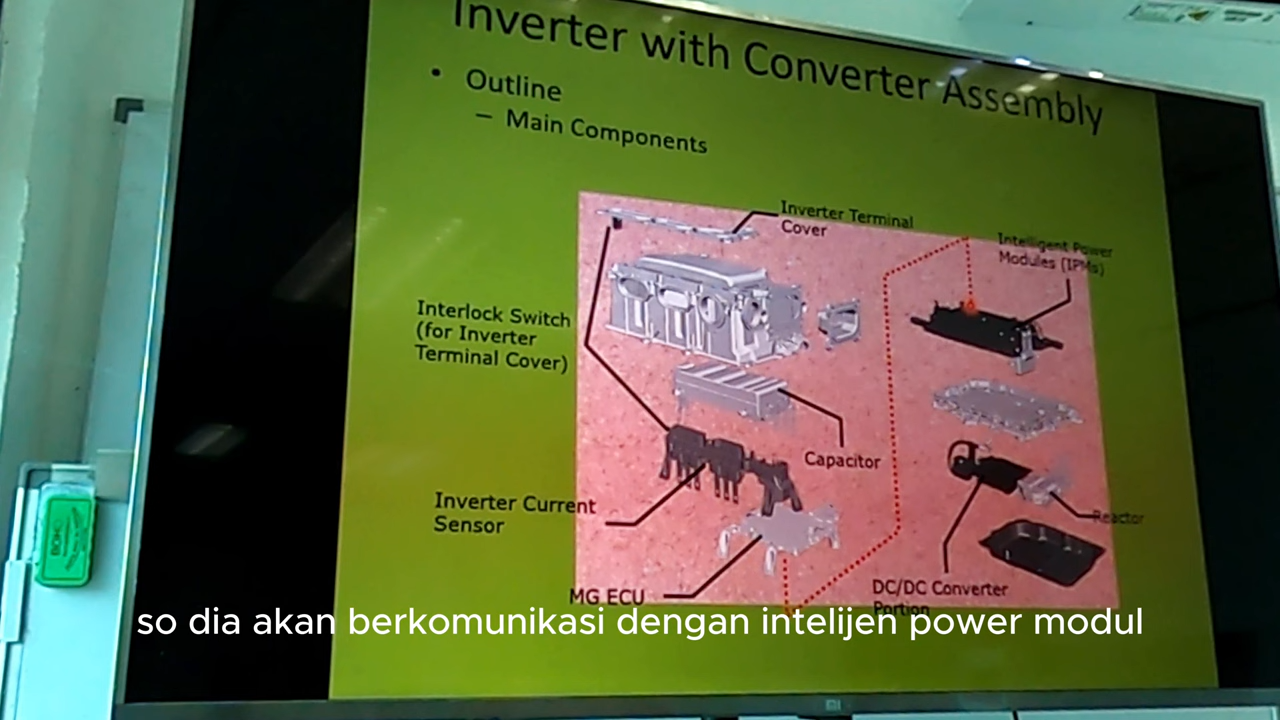 Inverter with Converter Assembly
• Outline
– Main Components
Inverter Terminal
Cover
Intelligent Power
Modules (IPMs)
Interlock Switch
(for Inverter
Terminal Cover)
Capacitor
Inverter Current
Sensor
Reactor
DC/DC Converter
Portion
MG ECU
so dia akan berkomunikasi dengan intelijen power modul